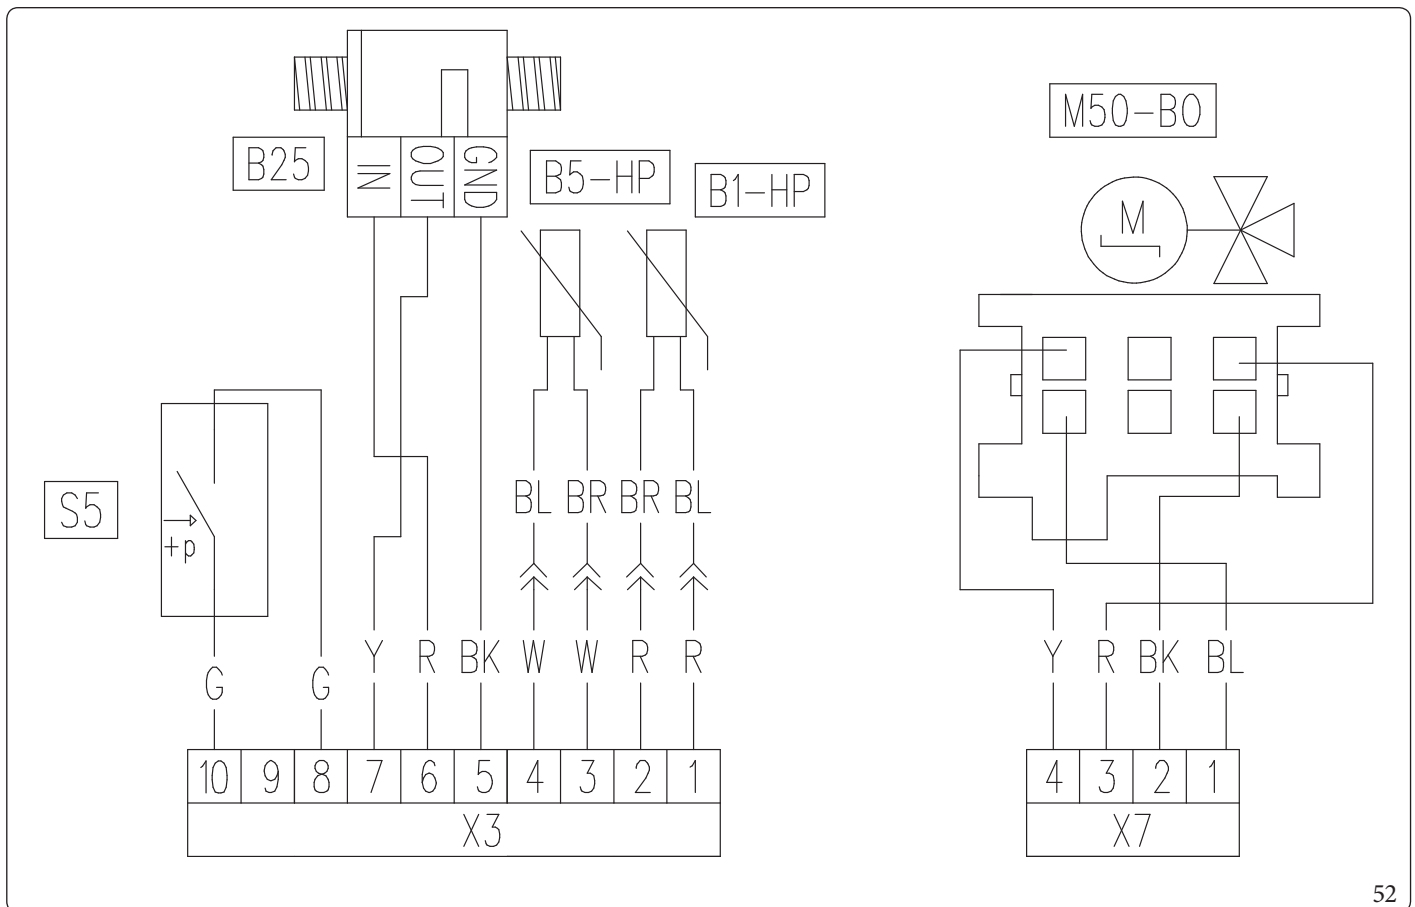 M50-B0
B25
IN
OUT
GND
B5-HP
B1-HP
M
S5
+p
BL BR BR BL
G G Y R BK W W R R
Y R BK BL
10 9 8 7 6 5 4 3 2 1
X3
4 3 2 1
X7
52